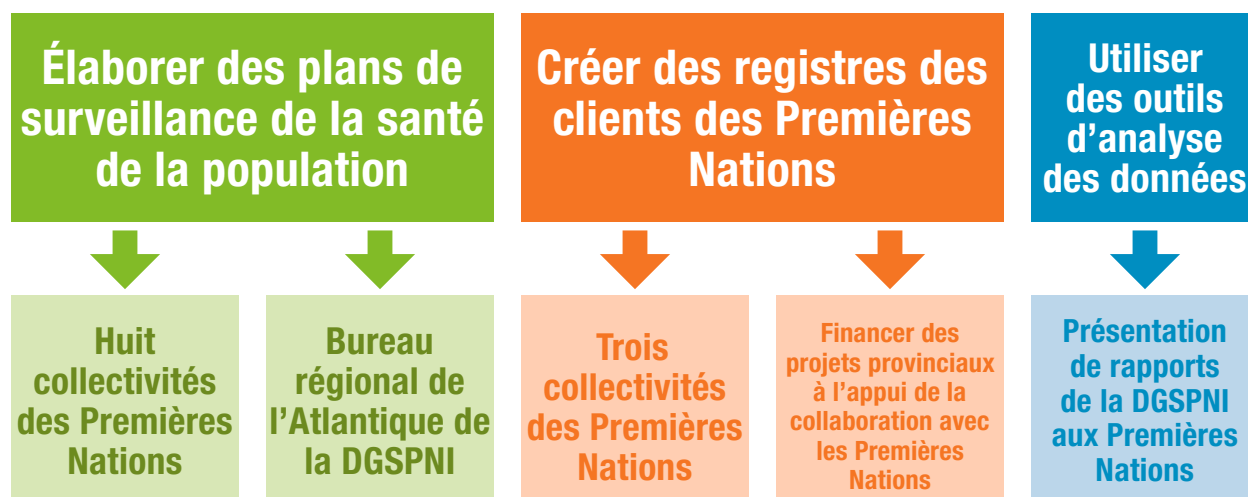 Élaborer des plans de
surveillance de la santé
de la population
Créer des registres des
clients des Premières
Nations
Utiliser
des outils
d’analyse
des données
Huit
collectivités
des Premières
Nations
Bureau
régional de
l’Atlantique de
la DGSPNI
Trois
collectivités
des Premières
Nations
Financer des
projets provinciaux
à l’appui de la
collaboration avec
les Premières
Nations
Présentation
de rapports
de la DGSPNI
aux Premières
Nations